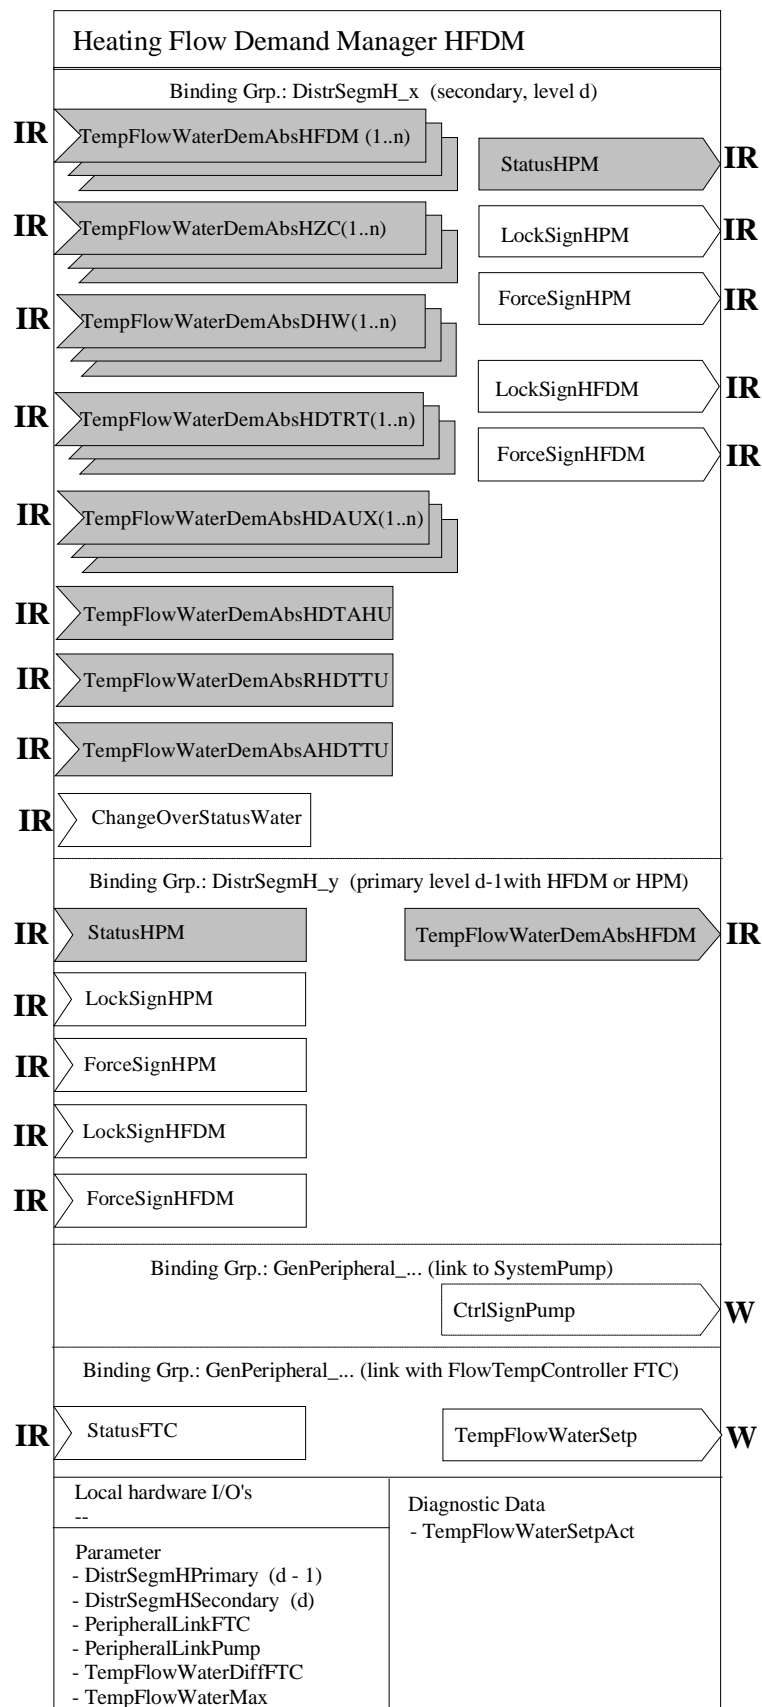 Heating Flow Demand Manager HFDM
Binding Grp.: DistrSegmH_x (secondary, level d)
IR TempFlowWaterDemAbsHFDM (1..n)
StatusHPM IR
IR TempFlowWaterDemAbsHZC(1..n)
LockSignHPM IR
ForceSignHPM IR
IR TempFlowWaterDemAbsDHW(1..n)
LockSignHFDM IR
IR TempFlowWaterDemAbsHDTRT(1..n)
ForceSignHFDM IR
IR TempFlowWaterDemAbsHDAUX(1..n)
IR TempFlowWaterDemAbsHDTAHU
IR TempFlowWaterDemAbsRHDTTU
IR TempFlowWaterDemAbsAHDTTU
IR ChangeOverStatusWater
Binding Grp.: DistrSegmH_y (primary level d-1with HFDM or HPM)
IR StatusHPM TempFlowWaterDemAbsHFDM IR
IR LockSignHPM
IR ForceSignHPM
IR LockSignHFDM
IR ForceSignHFDM
Binding Grp.: GenPeripheral_... (link to SystemPump)
CtrlSignPump W
Binding Grp.: GenPeripheral_... (link with FlowTempController FTC)
IR StatusFTC TempFlowWaterSetp W
Local hardware I/O's
--
Parameter
- DistrSegmHPrimary (d - 1)
- DistrSegmHSecondary (d)
- PeripheralLinkFTC
- PeripheralLinkPump
- TempFlowWaterDiffFTC
- TempFlowWaterMax
Diagnostic Data
- TempFlowWaterSetpAct